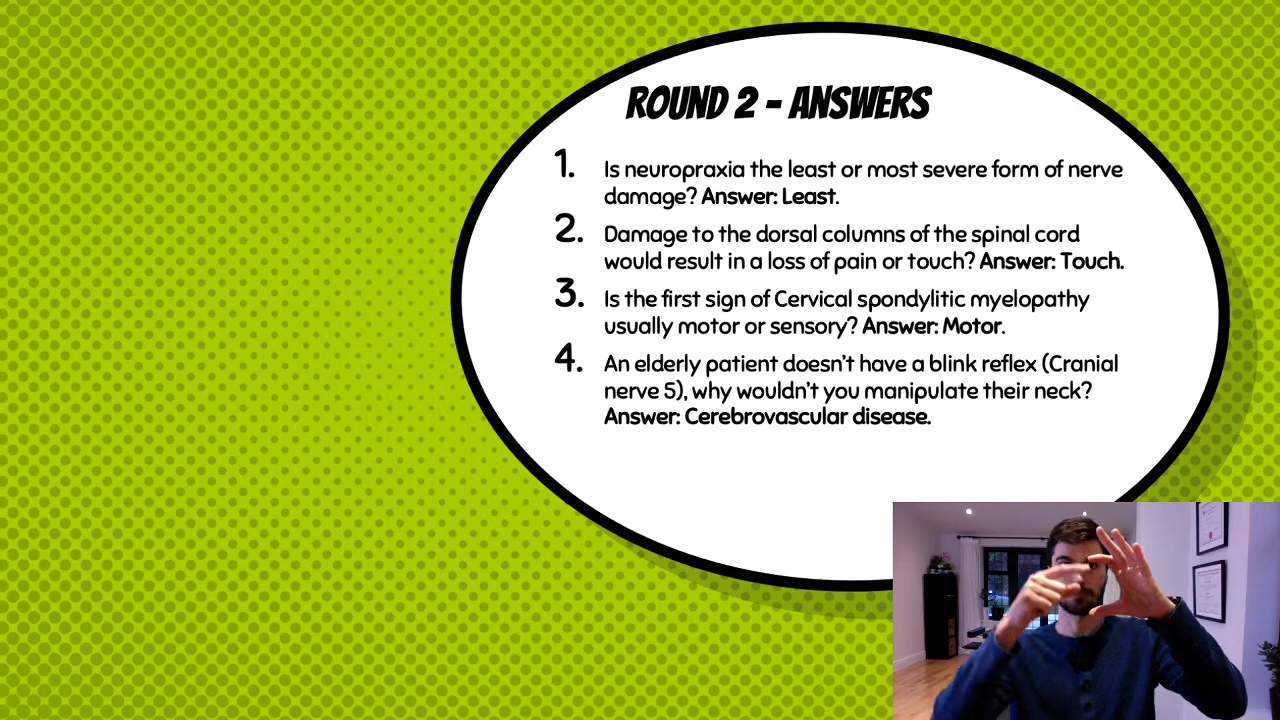 ROUND 2 - ANSWERS
1. Is neuropraxia the least or most severe form of nerve
damage? Answer: Least.
2. Damage to the dorsal columns of the spinal cord
would result in a loss of pain or touch? Answer: Touch.
3. Is the first sign of Cervical spondylitic myelopathy
usually motor or sensory? Answer: Motor.
4. An elderly patient doesn't have a blink reflex (Cranial
nerve 5), why wouldn't you manipulate their neck?
Answer: Cerebrovascular disease.